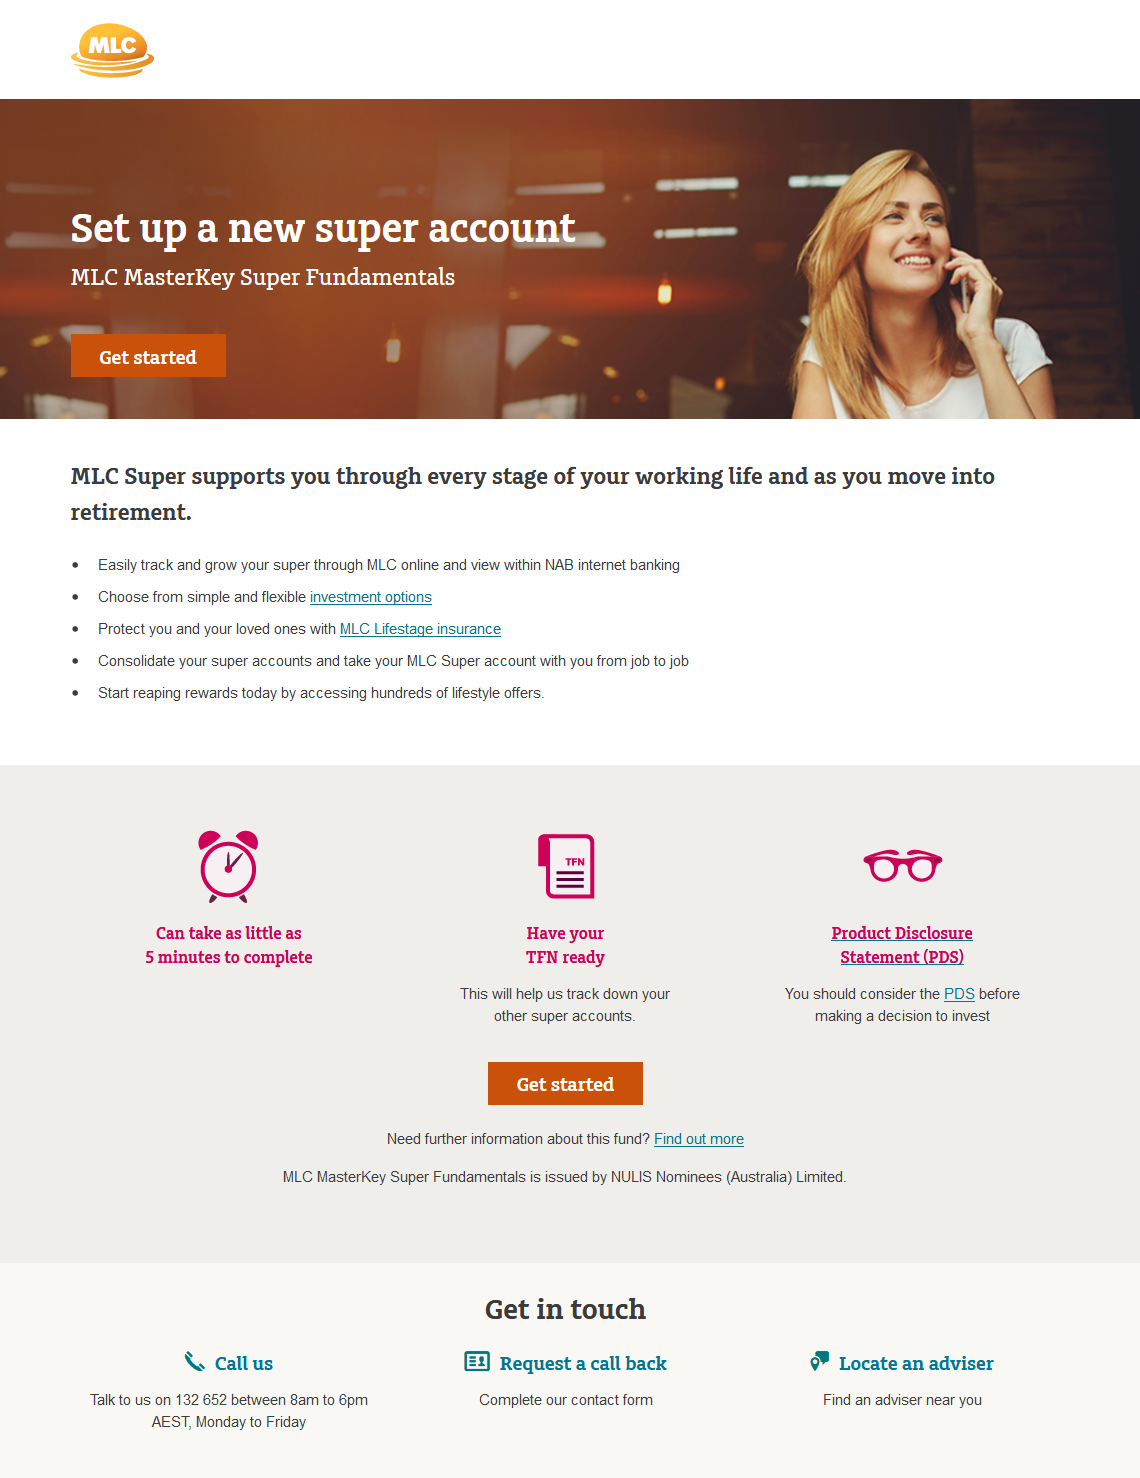 MLC
Set up a new super account
MLC MasterKey Super Fundamentals
Get started
MLC Super supports you through every stage of your working life and as you move into
retirement.
• Easily track and grow your super through MLC online and view within NAB internet banking
• Choose from simple and flexible investment options
• Protect you and your loved ones with MLC Lifestage insurance
• Consolidate your super accounts and take your MLC Super account with you from job to job
• Start reaping rewards today by accessing hundreds of lifestyle offers.
Can take as little as
5 minutes to complete
TFN
Have your
TFN ready
This will help us track down your
other super accounts.
Product Disclosure
Statement (PDS)
You should consider the PDS before
making a decision to invest
Get started
Need further information about this fund? Find out more
MLC MasterKey Super Fundamentals is issued by NULIS Nominees (Australia) Limited.
Get in touch
Call us
Talk to us on 132 652 between 8am to 6pm
AEST, Monday to Friday
Request a call back
Complete our contact form
Locate an adviser
Find an adviser near you